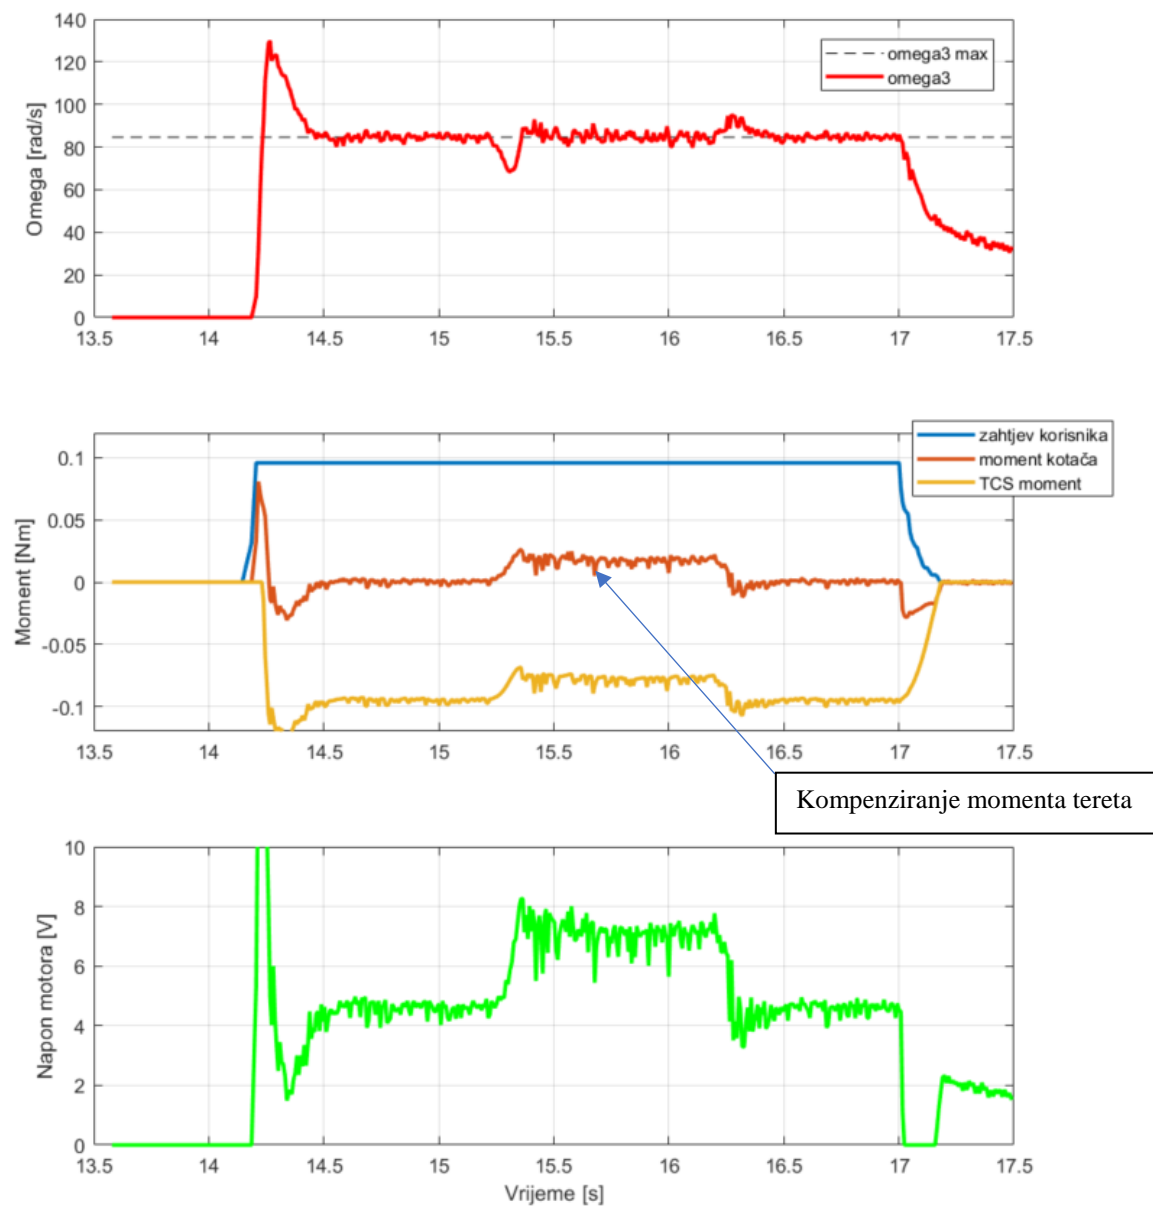 140
120
100
80
60
40
20
0
Omega [rad/s]
omega3 max
omega3
13.5 14 14.5 15 15.5 16 16.5 17 17.5
0.1
0.05
0
-0.05
-0.1
Moment [Nm]
zahtjev korisnika
moment kotača
TCS moment
13.5 14 14.5 15 15.5 16 16.5 17 17.5
Kompenziranje momenta tereta
10
8
6
4
2
0
Napon motora [V]
13.5 14 14.5 15 15.5 16 16.5 17 17.5
Vrijeme [s]